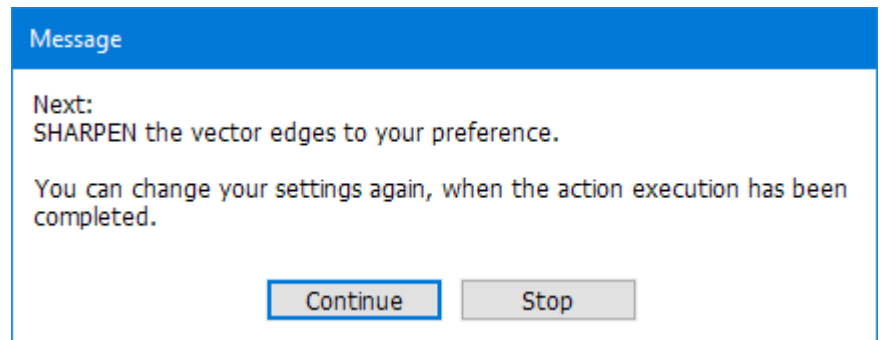 Message
Next:
SHARPEN the vector edges to your preference.
You can change your settings again, when the action execution has been
completed.
Continue
Stop